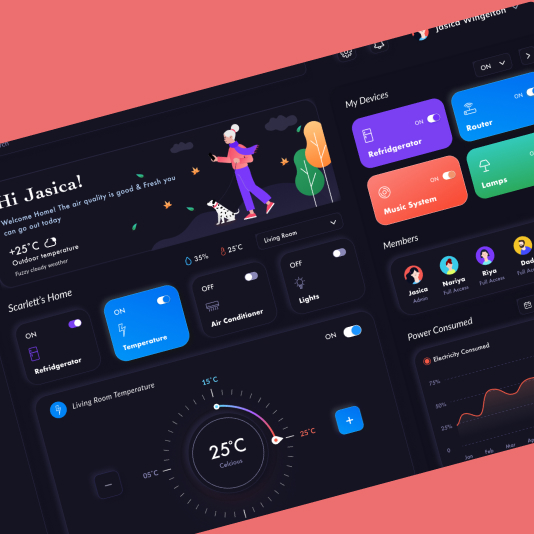 Jasica Wingelton
Hi Jasica!
Welcome Home! The air quality is good & Fresh you
can go out today
+25°C
Outdoor temperature
Fuzzy cloudy weather
35%
25°C
Living Room
Scarlett's Home
ON
Refridgerator
ON
Temperature
OFF
Air Conditioner
OFF
Lights
Living Room Temperature
ON
15°C
25°C
05°C
25°C
Celcious
My Devices
ON
ON
Refridgerator
ON
Router
ON
Music System
ON
Lamps
Members
Jasica
Admin
Nariya
Full Access
Riya
Full Access
Dad
Full Access
Power Consumed
Electricity Consumed
75%
50%
25%
0
Jan
Feb
Mar